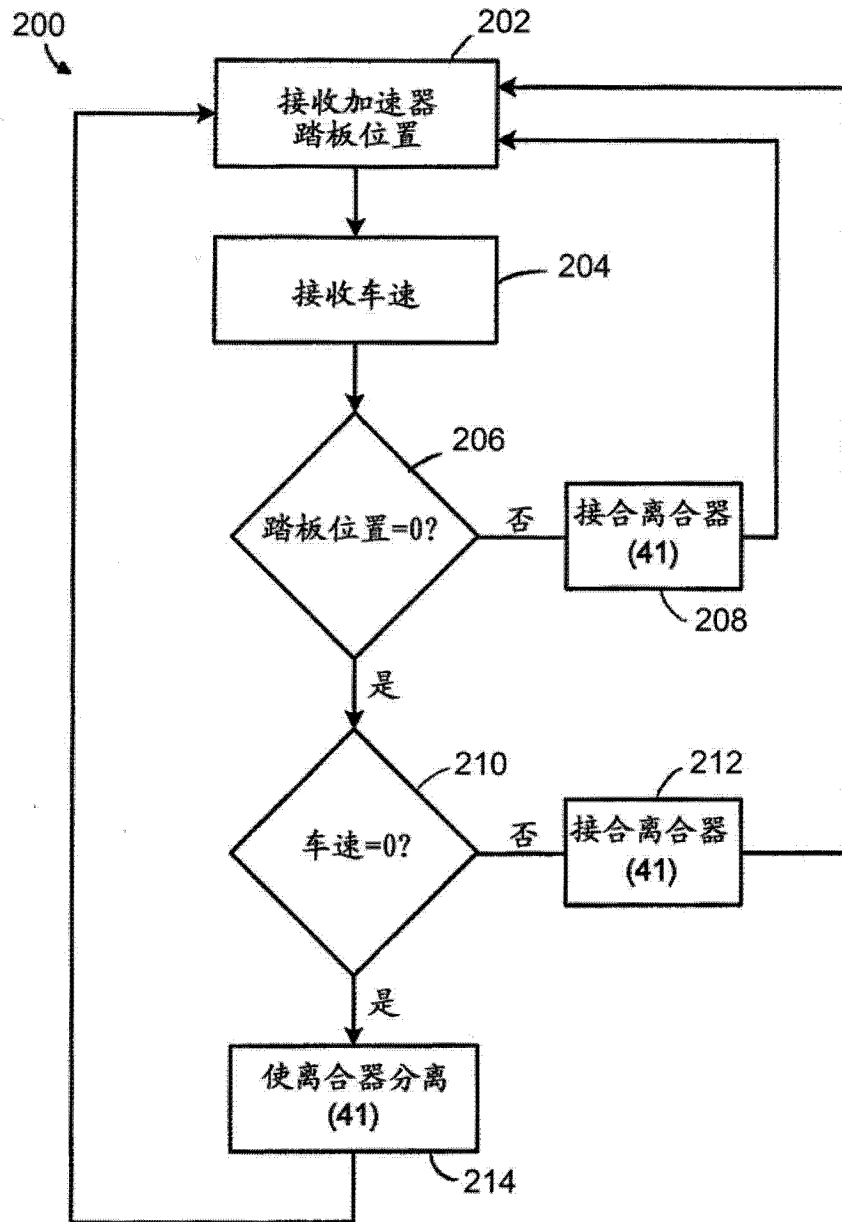 200
202
接收加速器
踏板位置
204
接收车速
206
踏板位置=0?
否
接合离合器
(41)
208
是
210
车速=0?
否
212
接合离合器
(41)
是
使离合器分离
(41)
214